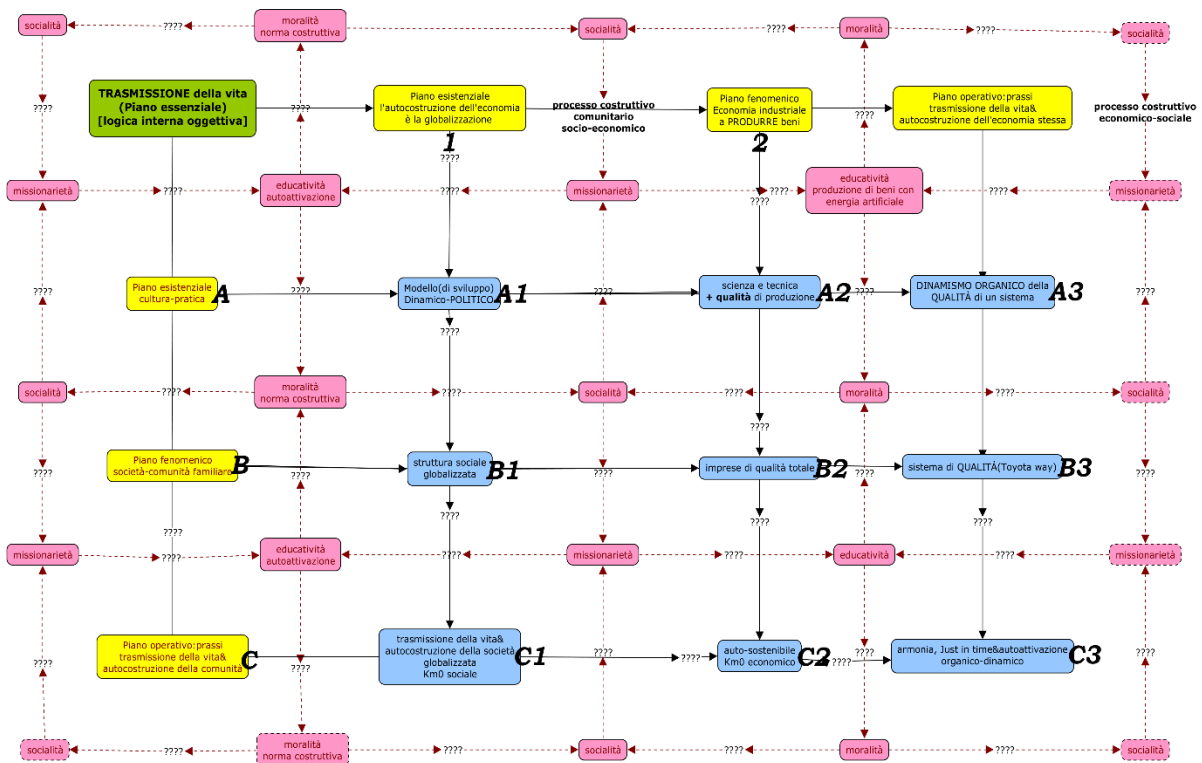 socialità
????
moralità
norma costruttiva
socialità
????
moralità
????
socialità
????
TRASMISSIONE della vita
(Piano essenziale)
[logica interna oggettiva]
????
Piano esistenziale
l'autocostruzione dell'economia
è la globalizzazione
1
????
processo costruttivo
comunitario
socio-economico
Piano fenomenico
Economia industriale
a PRODURRE beni
2
????
Piano operativo:prassi
trasmissione della vita&
autocostruzione dell'economia stessa
processo costruttivo
economico-sociale
missionarietà
????
educatività
autoattivazione
????
missionarietà
????
????
educatività
produzione di beni con
energia artificiale
????
missionarietà
????
Piano esistenziale
cultura-pratica
A
????
Modello(di sviluppo)
Dinamico-POLITICO
A1
????
????
scienza e tecnica
+ qualità di produzione
A2
????
DINAMISMO ORGANICO della
QUALITÁ di un sistema
A3
????
socialità
????
moralità
norma costruttiva
????
socialità
????
moralità
????
socialità
????
????
Piano fenomenico
società-comunità familiare
B
????
struttura sociale
globalizzata
B1
????
????
imprese di qualità totale
B2
????
????
sistema di QUALITÁ(Toyota way)
B3
????
????
????
missionarietà
????
educatività
autoattivazione
????
missionarietà
????
educatività
????
missionarietà
????
Piano operativo:prassi
trasmissione della vita&
autocostruzione della comunità
C
????
trasmissione della vita&
autocostruzione della società
globalizzata
Km0 sociale
C1
????
????
auto-sostenibile
Km0 economico
C2
????
????
armonia, Just in time&autoattivazione
organico-dinamico
C3
????
socialità
????
moralità
norma costruttiva
????
socialità
????
moralità
????
socialità